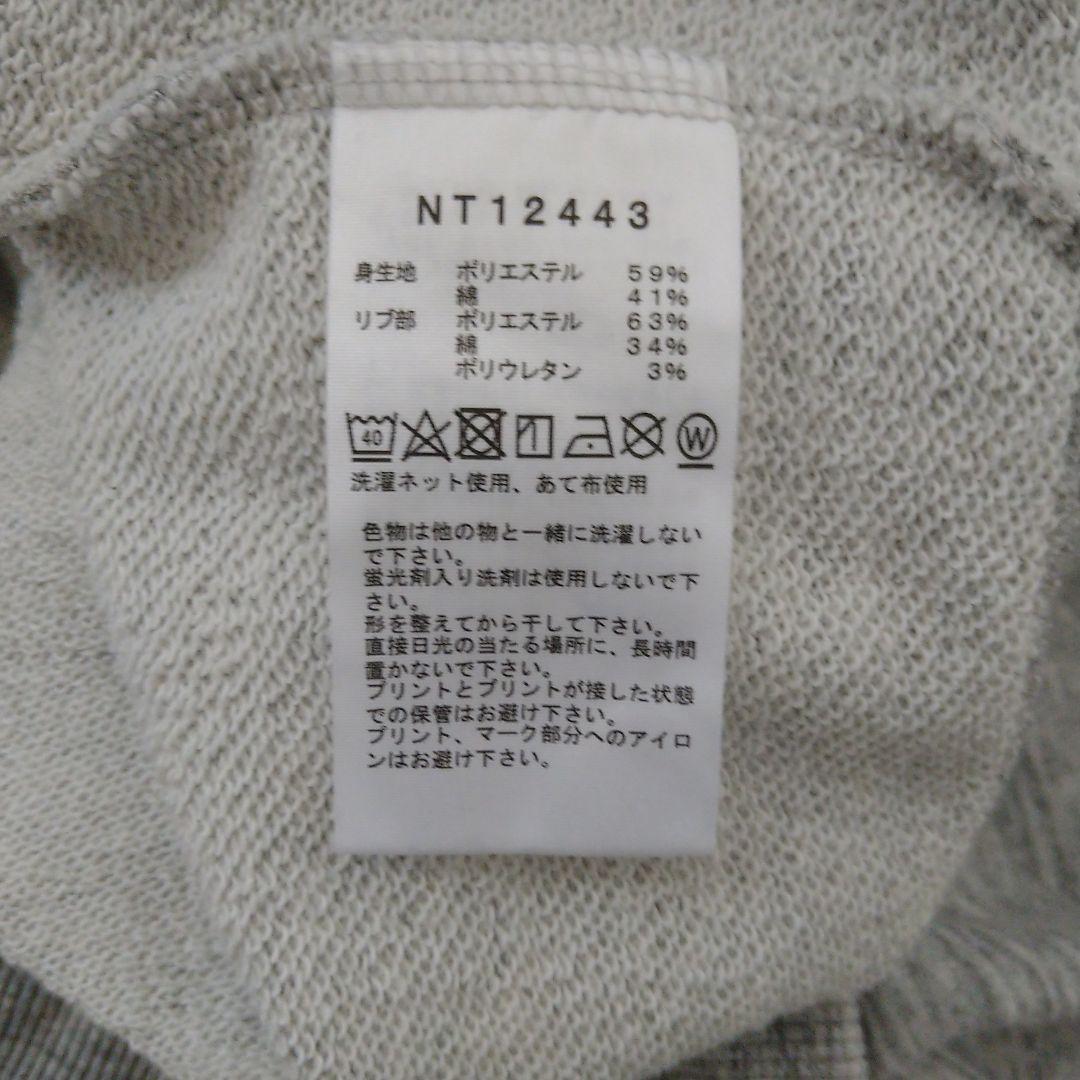 NT12443
身生地 ポリエステル 59%
綿 41%
リブ部 ポリエステル 63%
綿 34%
ポリウレタン 3%
40 W
洗濯ネット使用、あて布使用
色物は他の物と一緒に洗濯しない
で下さい。
蛍光剤入り洗剤は使用しないで下
さい。
形を整えてから干して下さい。
直接日光の当たる場所に、長時間
置かないで下さい。
プリントとプリントが接した状態
での保管はお避け下さい。
プリント、マーク部分へのアイロ
ンはお避け下さい。